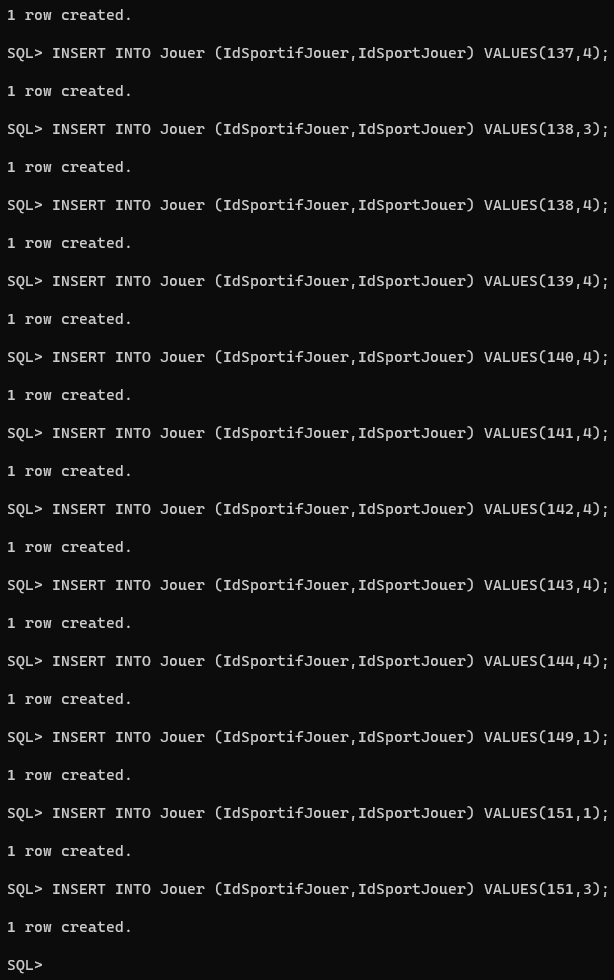 1 row created.
SQL> INSERT INTO Jouer (IdSportifJouer,IdSportJouer) VALUES(137,4);
1 row created.
SQL> INSERT INTO Jouer (IdSportifJouer,IdSportJouer) VALUES(138,3);
1 row created.
SQL> INSERT INTO Jouer (IdSportifJouer,IdSportJouer) VALUES(138,4);
1 row created.
SQL> INSERT INTO Jouer (IdSportifJouer,IdSportJouer) VALUES(139,4);
1 row created.
SQL> INSERT INTO Jouer (IdSportifJouer,IdSportJouer) VALUES(140,4);
1 row created.
SQL> INSERT INTO Jouer (IdSportifJouer,IdSportJouer) VALUES(141,4);
1 row created.
SQL> INSERT INTO Jouer (IdSportifJouer,IdSportJouer) VALUES(142,4);
1 row created.
SQL> INSERT INTO Jouer (IdSportifJouer,IdSportJouer) VALUES(143,4);
1 row created.
SQL> INSERT INTO Jouer (IdSportifJouer,IdSportJouer) VALUES(144,4);
1 row created.
SQL> INSERT INTO Jouer (IdSportifJouer,IdSportJouer) VALUES(149,1);
1 row created.
SQL> INSERT INTO Jouer (IdSportifJouer,IdSportJouer) VALUES(151,1);
1 row created.
SQL> INSERT INTO Jouer (IdSportifJouer,IdSportJouer) VALUES(151,3);
1 row created.
SQL>